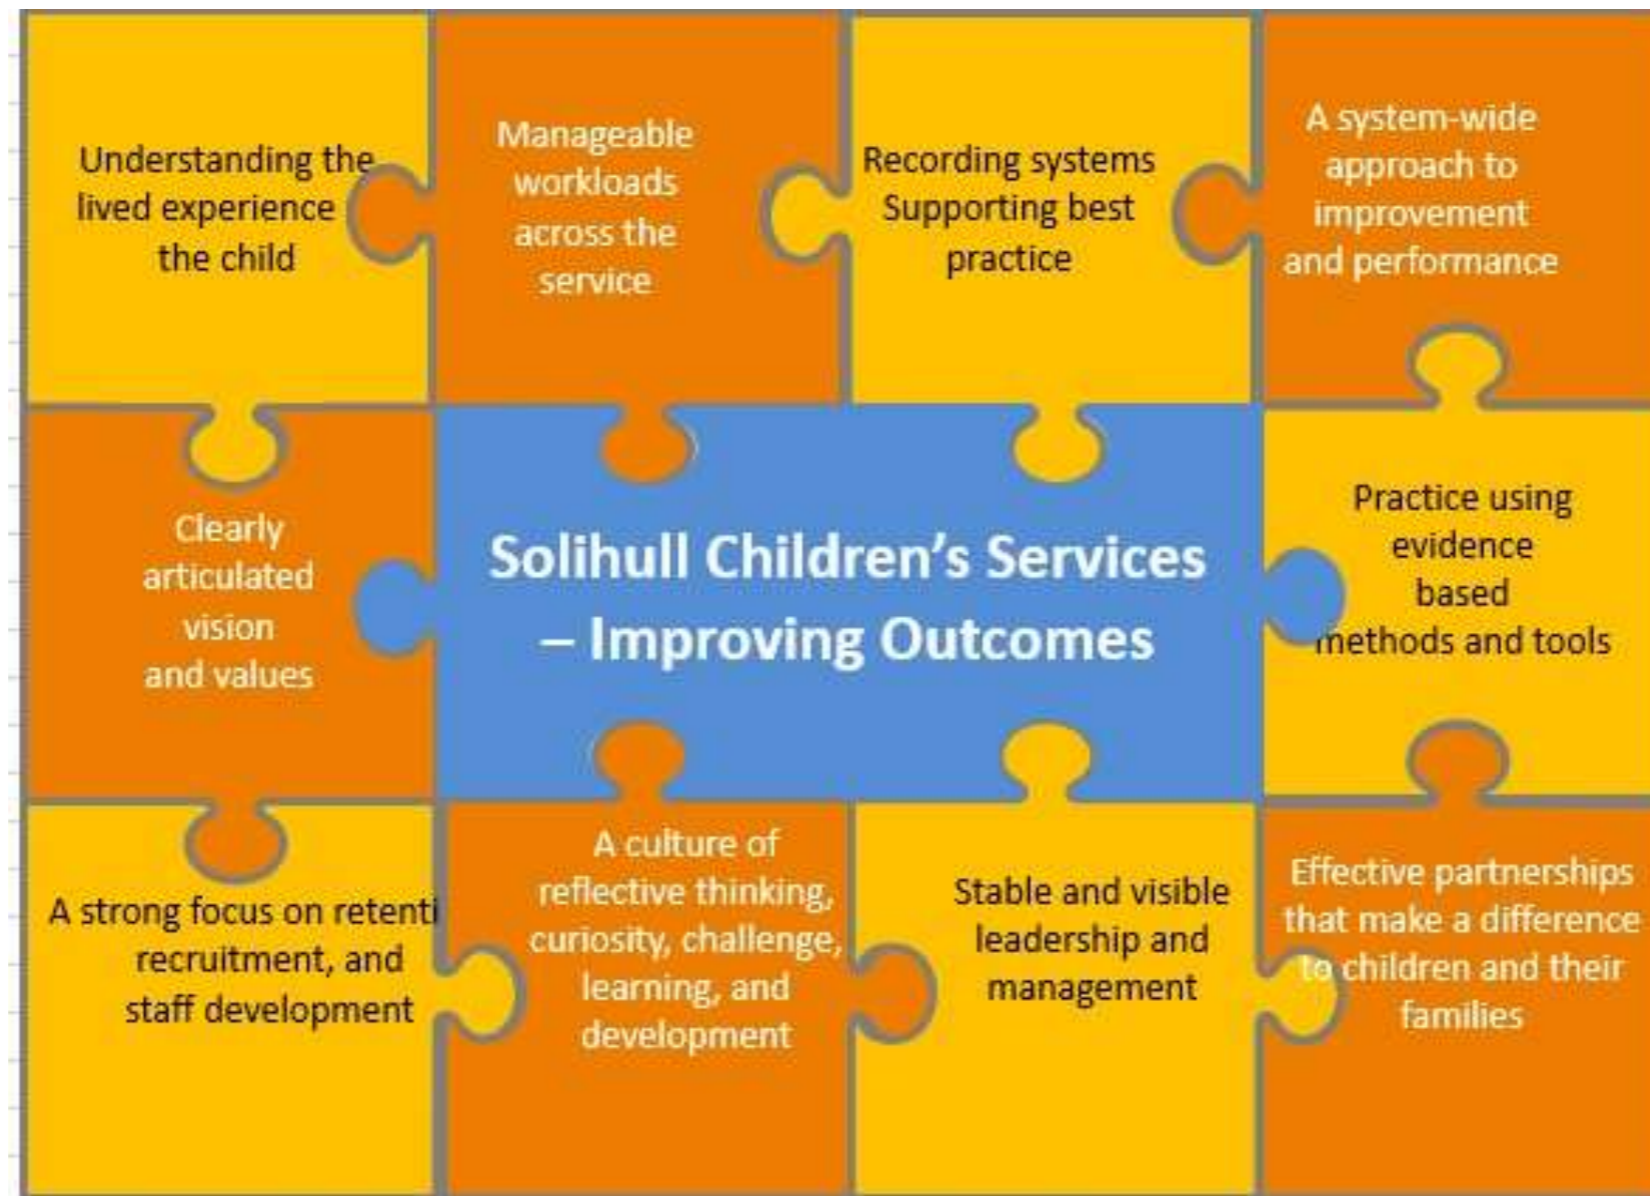 Understanding the
lived experience
the child
Manageable
workloads
across the
service
Recording systems
Supporting best
practice
A system-wide
approach to
improvement
and performance
Clearly
articulated
vision
and values
Solihull Children's Services
– Improving Outcomes
Practice using
evidence
based
methods and tools
A strong focus on retenti
recruitment, and
staff development
A culture of
reflective thinking,
curiosity, challenge,
learning, and
development
Stable and visible
leadership and
management
Effective partnerships
that make a difference
to children and their
families